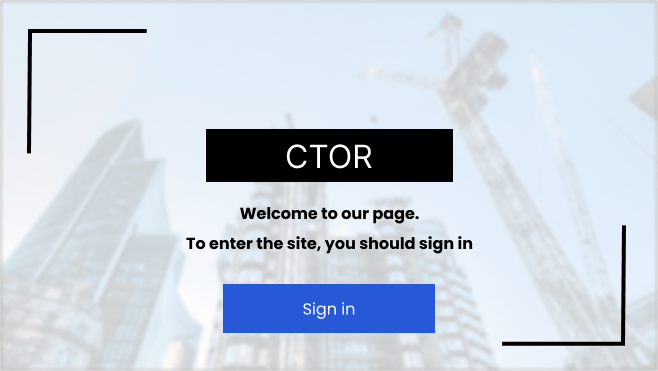 CTOR
Welcome to our page.
To enter the site, you should sign in
Sign in